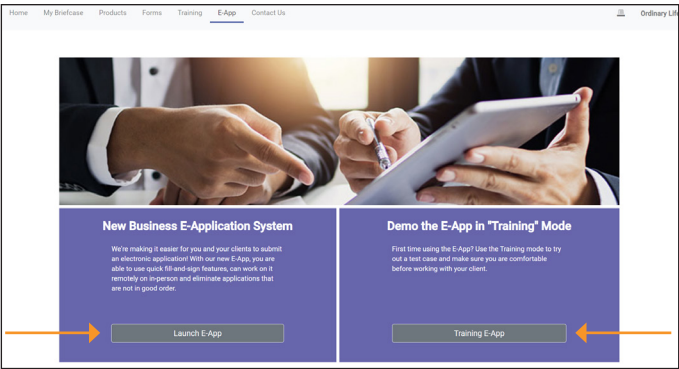 Home My Briefcase Products Forms Training E-App Contact Us Ordinary Life
New Business E-Application System
We're making it easier for you and your clients to submit
an electronic application! With our new E-App, you are
able to use quick fill-and-sign features, can work on it
remotely on in-person and eliminate applications that
are not in good order.
Launch E-App
Demo the E-App in "Training" Mode
First time using the E-App? Use the Training mode to try
out a test case and make sure you are comfortable
before working with your client.
Training E-App